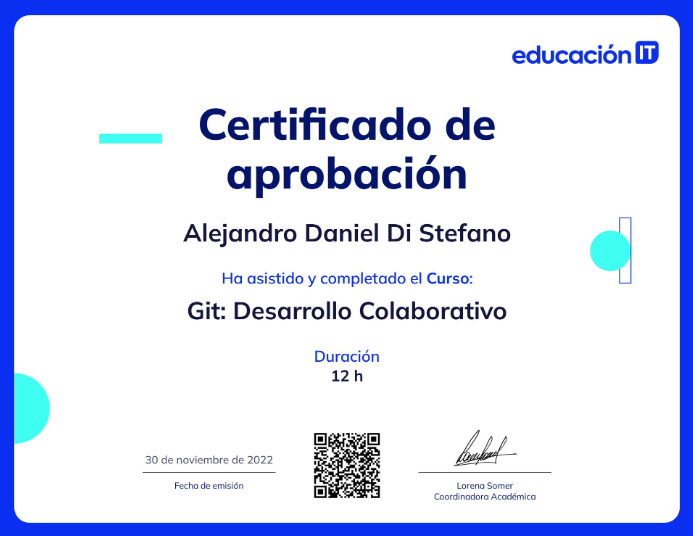 educación IT
Certificado de
aprobación
Alejandro Daniel Di Stefano
Ha asistido y completado el Curso:
Git: Desarrollo Colaborativo
Duración
12 h
30 de noviembre de 2022
Fecha de emisión
Lorena Somer
Coordinadora Académica